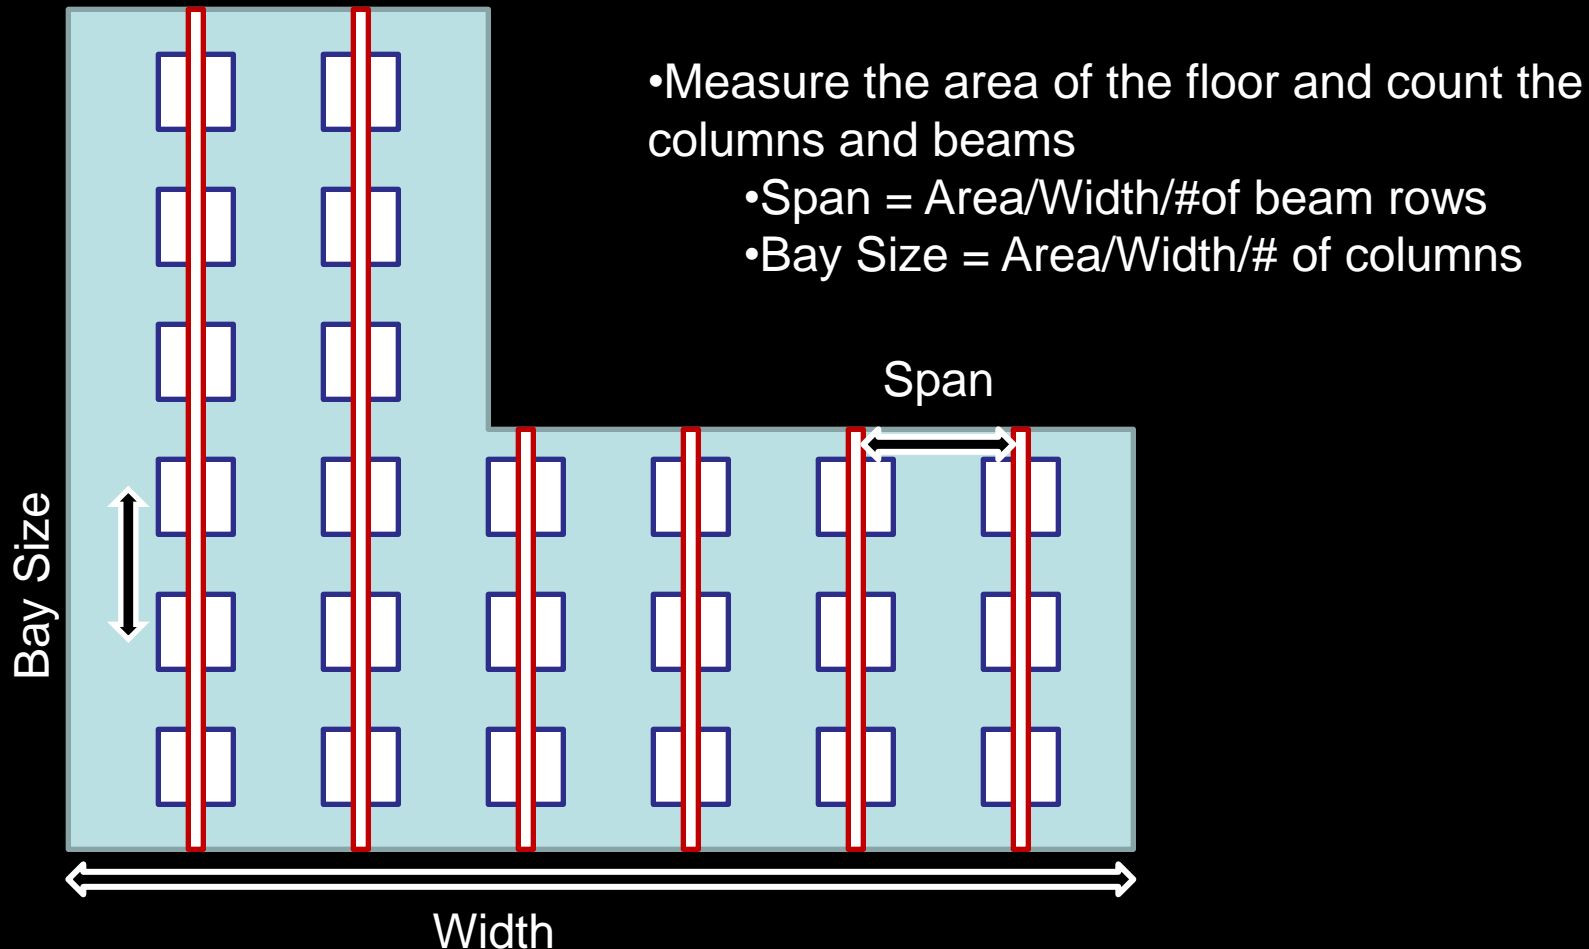 •Measure the area of the floor and count the
columns and beams
•Span = Area/Width/#of beam rows
•Bay Size = Area/Width/# of columns
Span
Bay Size
Width